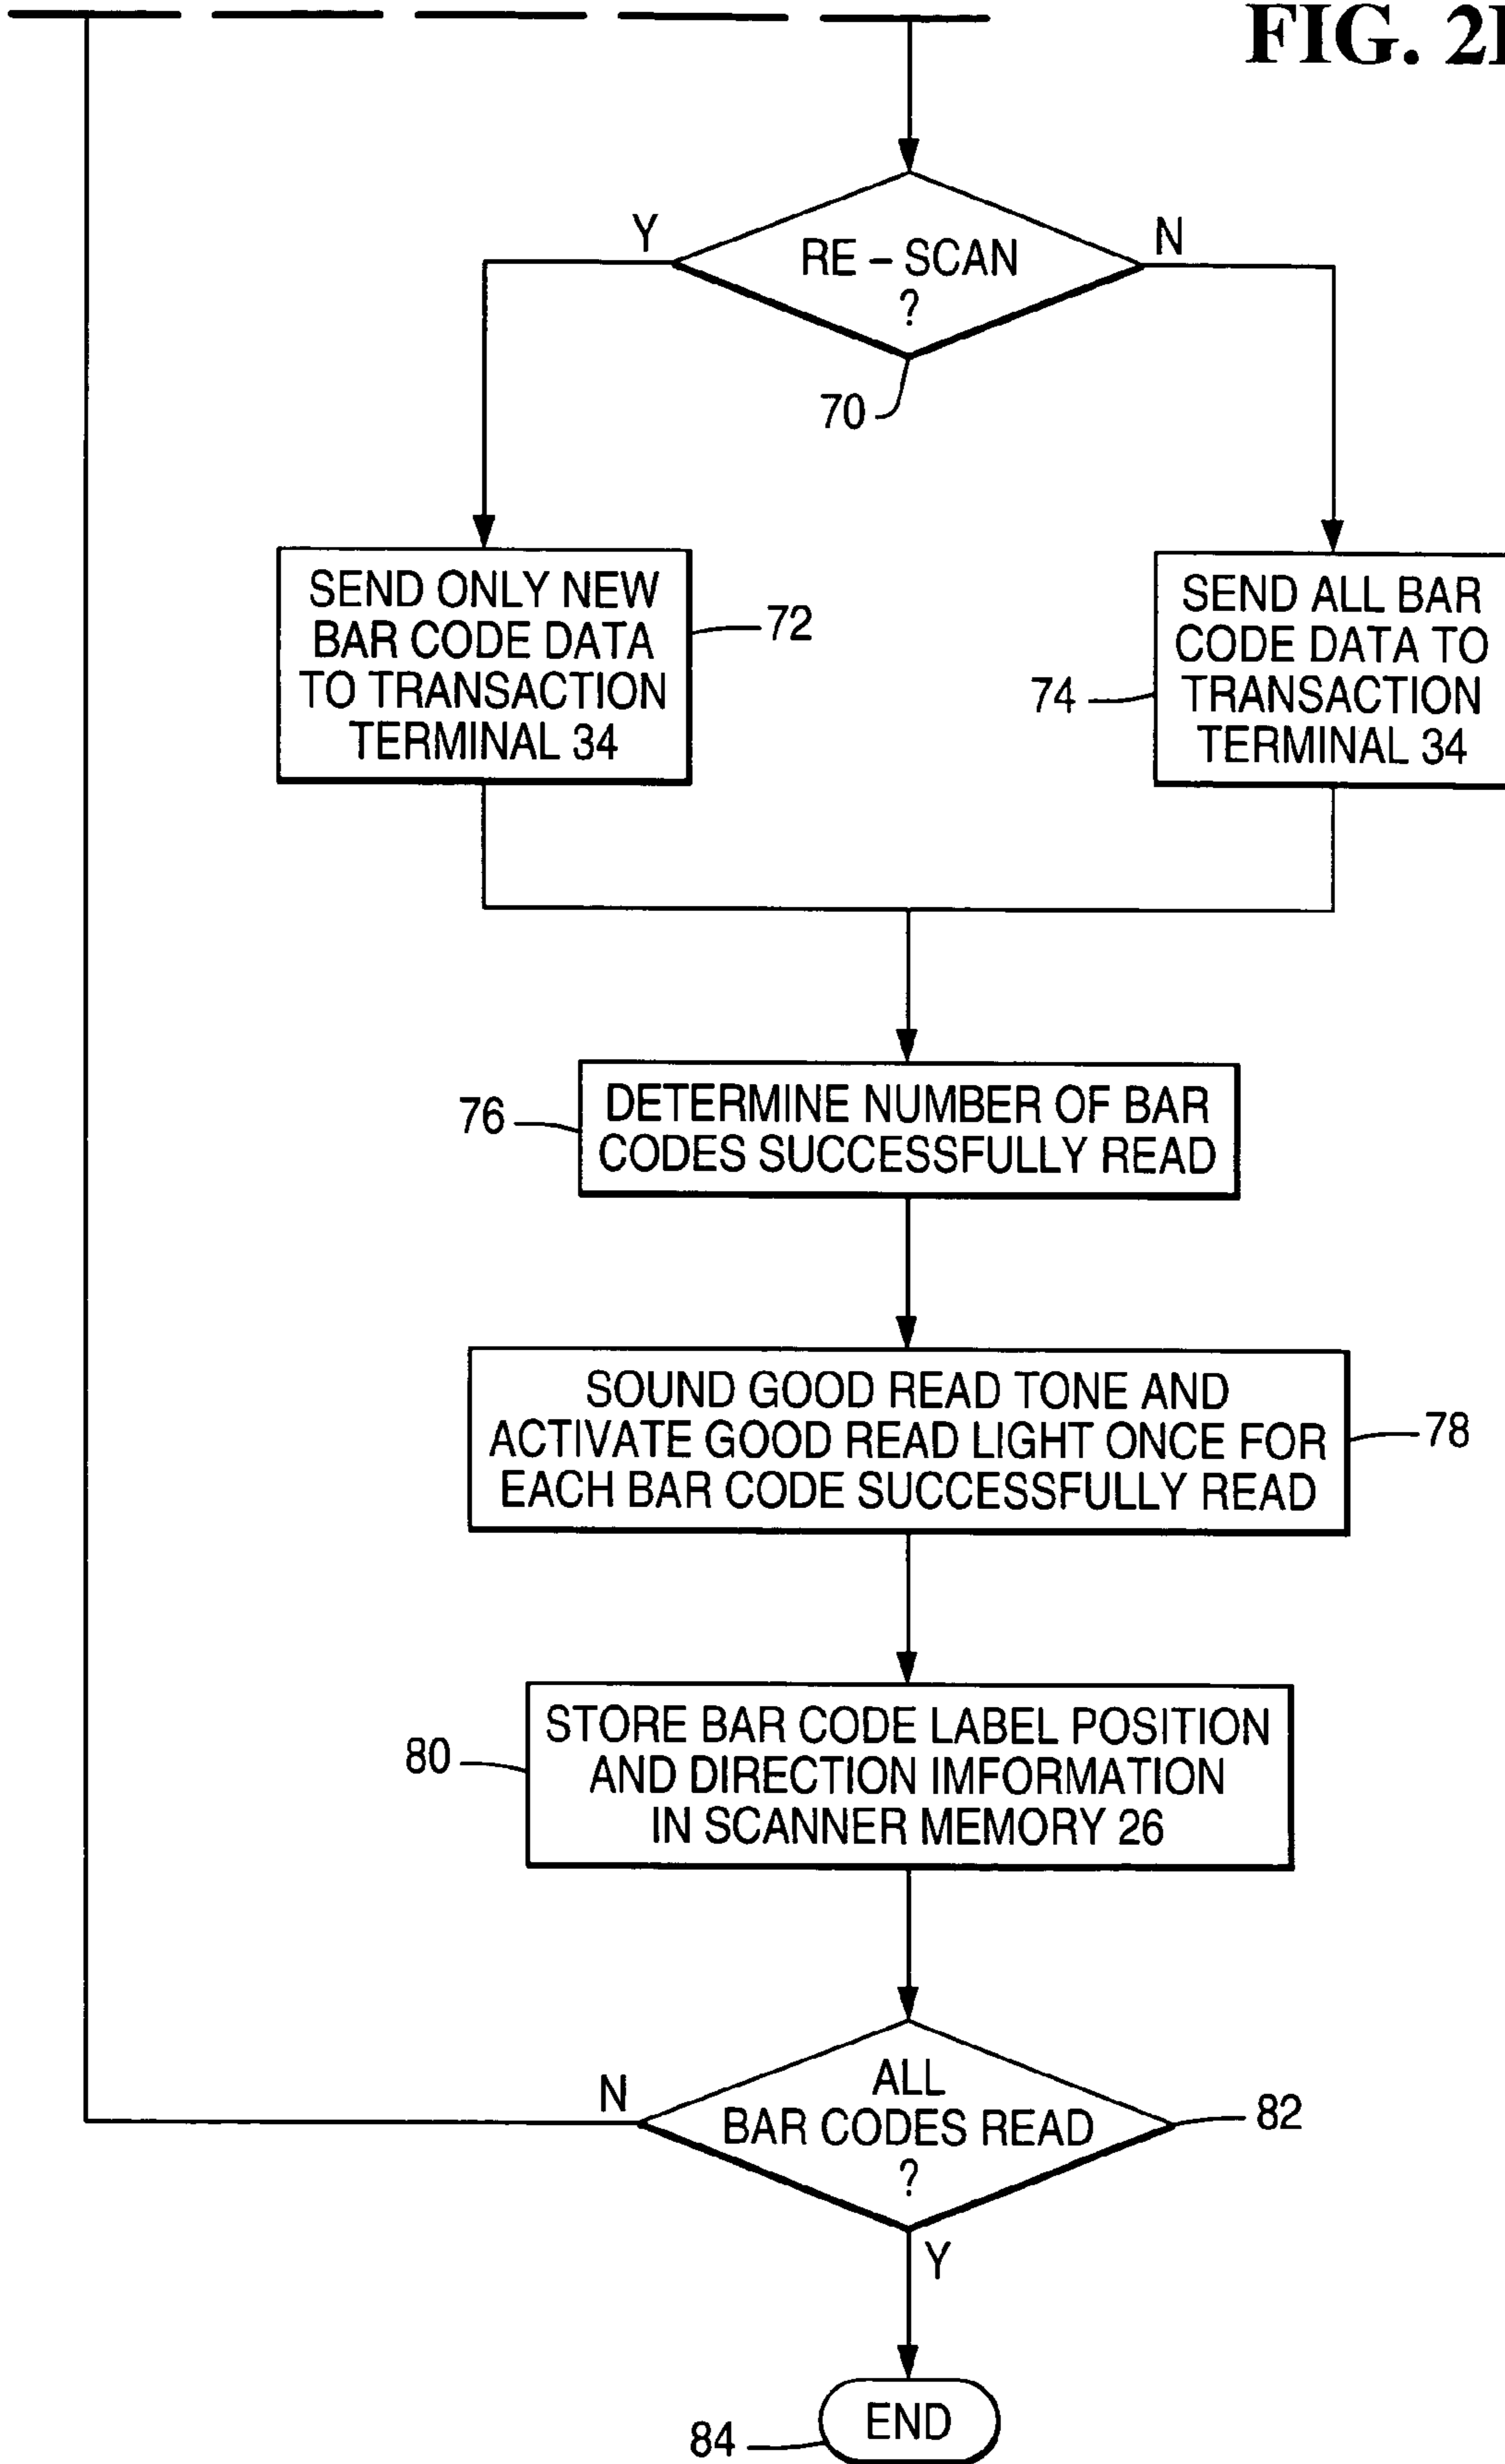 FIG. 2
Y
N
RE – SCAN
?
70
SEND ONLY NEW
BAR CODE DATA
TO TRANSACTION
TERMINAL 34
72
SEND ALL BAR
CODE DATA TO
TRANSACTION
TERMINAL 34
74
DETERMINE NUMBER OF BAR
CODES SUCCESSFULLY READ
76
SOUND GOOD READ TONE AND
ACTIVATE GOOD READ LIGHT ONCE FOR
EACH BAR CODE SUCCESSFULLY READ
78
STORE BAR CODE LABEL POSITION
AND DIRECTION IMFORMATION
IN SCANNER MEMORY 26
80
N
ALL
BAR CODES READ
?
82
Y
END
84